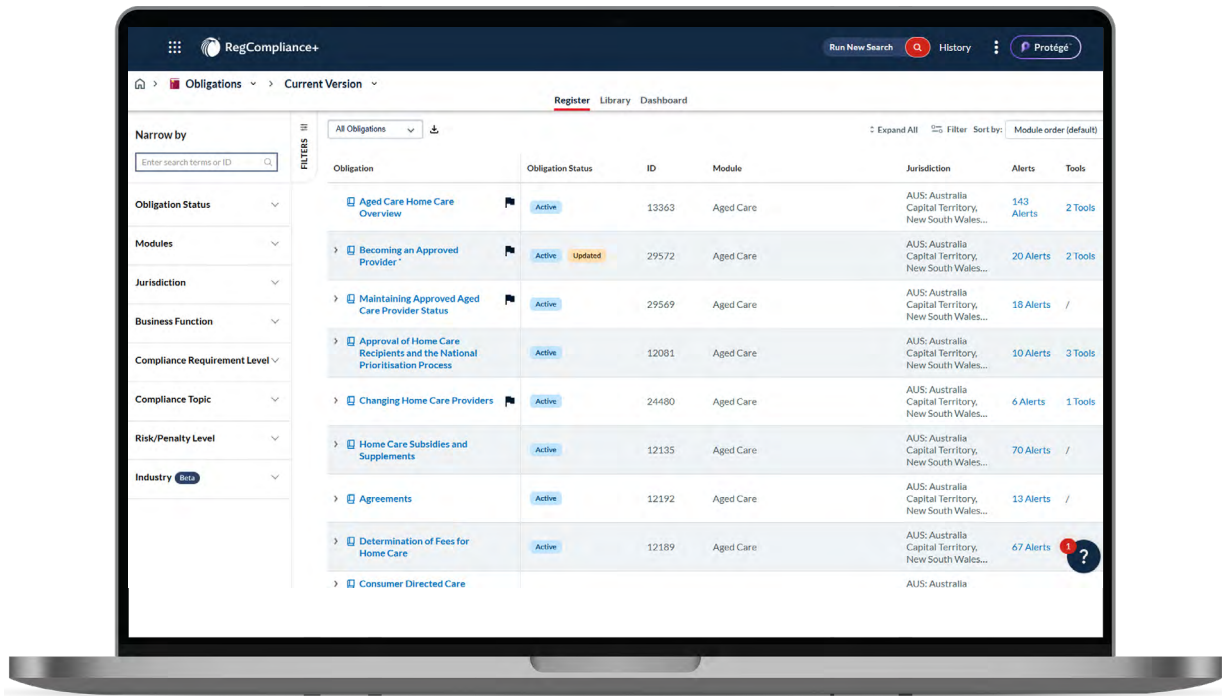 RegCompliance+
Run New Search
History
Protégé
Obligations
Current Version
Register Library Dashboard
Narrow by
Enter search terms or ID
FILTERS
Obligation Status
Modules
Jurisdiction
Business Function
Compliance Requirement Level
Compliance Topic
Risk/Penalty Level
Industry Beta
All Obligations
Expand All Filter Sort by: Module order (default)
Obligation Obligation Status ID Module Jurisdiction Alerts Tools
Aged Care Home Care
Overview
Active
13363
Aged Care
AUS: Australia
Capital Territory,
New South Wales...
143
Alerts
2 Tools
Becoming an Approved
Provider*
Active Updated
29572
Aged Care
AUS: Australia
Capital Territory,
New South Wales...
20 Alerts
2 Tools
Maintaining Approved Aged
Care Provider Status
Active
29569
Aged Care
AUS: Australia
Capital Territory,
New South Wales...
18 Alerts
/
Approval of Home Care
Recipients and the National
Prioritisation Process
Active
12081
Aged Care
AUS: Australia
Capital Territory,
New South Wales...
10 Alerts
3 Tools
Changing Home Care Providers
Active
24480
Aged Care
AUS: Australia
Capital Territory,
New South Wales...
6 Alerts
1 Tools
Home Care Subsidies and
Supplements
Active
12135
Aged Care
AUS: Australia
Capital Territory,
New South Wales...
70 Alerts
/
Agreements
Active
12192
Aged Care
AUS: Australia
Capital Territory,
New South Wales...
13 Alerts
/
Determination of Fees for
Home Care
Active
12189
Aged Care
AUS: Australia
Capital Territory,
New South Wales...
67 Alerts
1
?
Consumer Directed Care
AUS: Australia